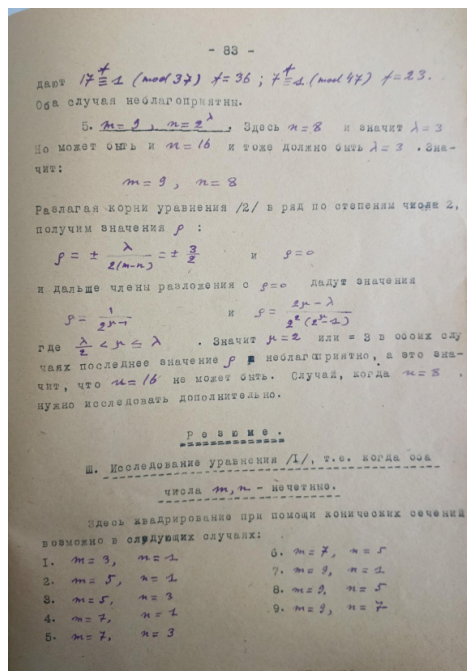 - 83 -
дают 17^f ≡ 1 (mod 37) f = 36 ; 7^f ≡ 1 (mod 47) f = 23.
Оба случая неблагоприятны.
5. m = 9 , n = 2^λ . Здесь n = 8 и значит λ = 3
Но может быть и n = 16 и тоже должно быть λ = 3 . Зна-
чит:
m = 9 , n = 8
Разлагая корни уравнения /2/ в ряд по степеням числа 2,
получим значения ρ :
ρ = ± λ / 2(m-n) = ± 3/2 и ρ = 0
и дальше члены разложения с ρ = 0 дадут значения
ρ = 1 / 2^(μ-1) и ρ = (2μ - λ) / 2^2 (2^μ - 1)
где λ/2 < μ ≤ λ . Значит μ = 2 или = 3 в обоих слу
чаях последнее значение ρ неблагоприятно, а это зна-
чит, что n = 16 не может быть. Случай, когда n = 8 ,
нужно исследовать дополнительно.
Резюме.
Ш. Исследование уравнения /I/, т.е. когда оба
числа m, n - нечетные.
Здесь квадрирование при помощи конических сечений
возможно в следующих случаях:
I. m = 3, n = 1
2. m = 5, n = 1
3. m = 5, n = 3
4. m = 7, n = 1
5. m = 7, n = 3
6. m = 7, n = 5
7. m = 9, n = 1
8. m = 9, n = 5
9. m = 9, n = 7